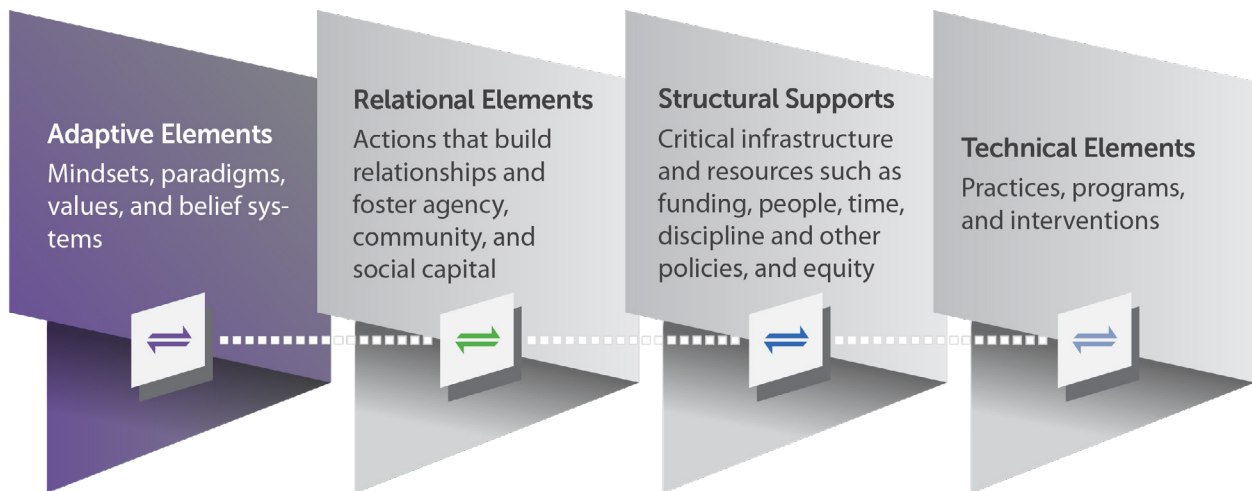 Adaptive Elements
Mindsets, paradigms,
values, and belief sys-
tems
Relational Elements
Actions that build
relationships and
foster agency,
community, and
social capital
Structural Supports
Critical infrastructure
and resources such as
funding, people, time,
discipline and other
policies, and equity
Technical Elements
Practices, programs,
and interventions